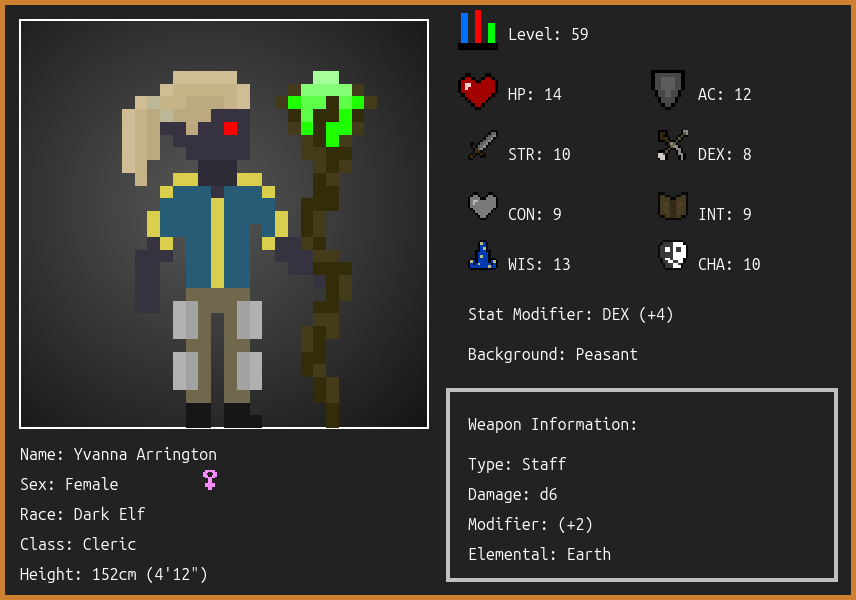 Level: 59
HP: 14
AC: 12
STR: 10
DEX: 8
CON: 9
INT: 9
WIS: 13
CHA: 10
Stat Modifier: DEX (+4)
Background: Peasant
Weapon Information:
Type: Staff
Damage: d6
Modifier: (+2)
Elemental: Earth
Name: Yvanna Arrington
Sex: Female
Race: Dark Elf
Class: Cleric
Height: 152cm (4'12")